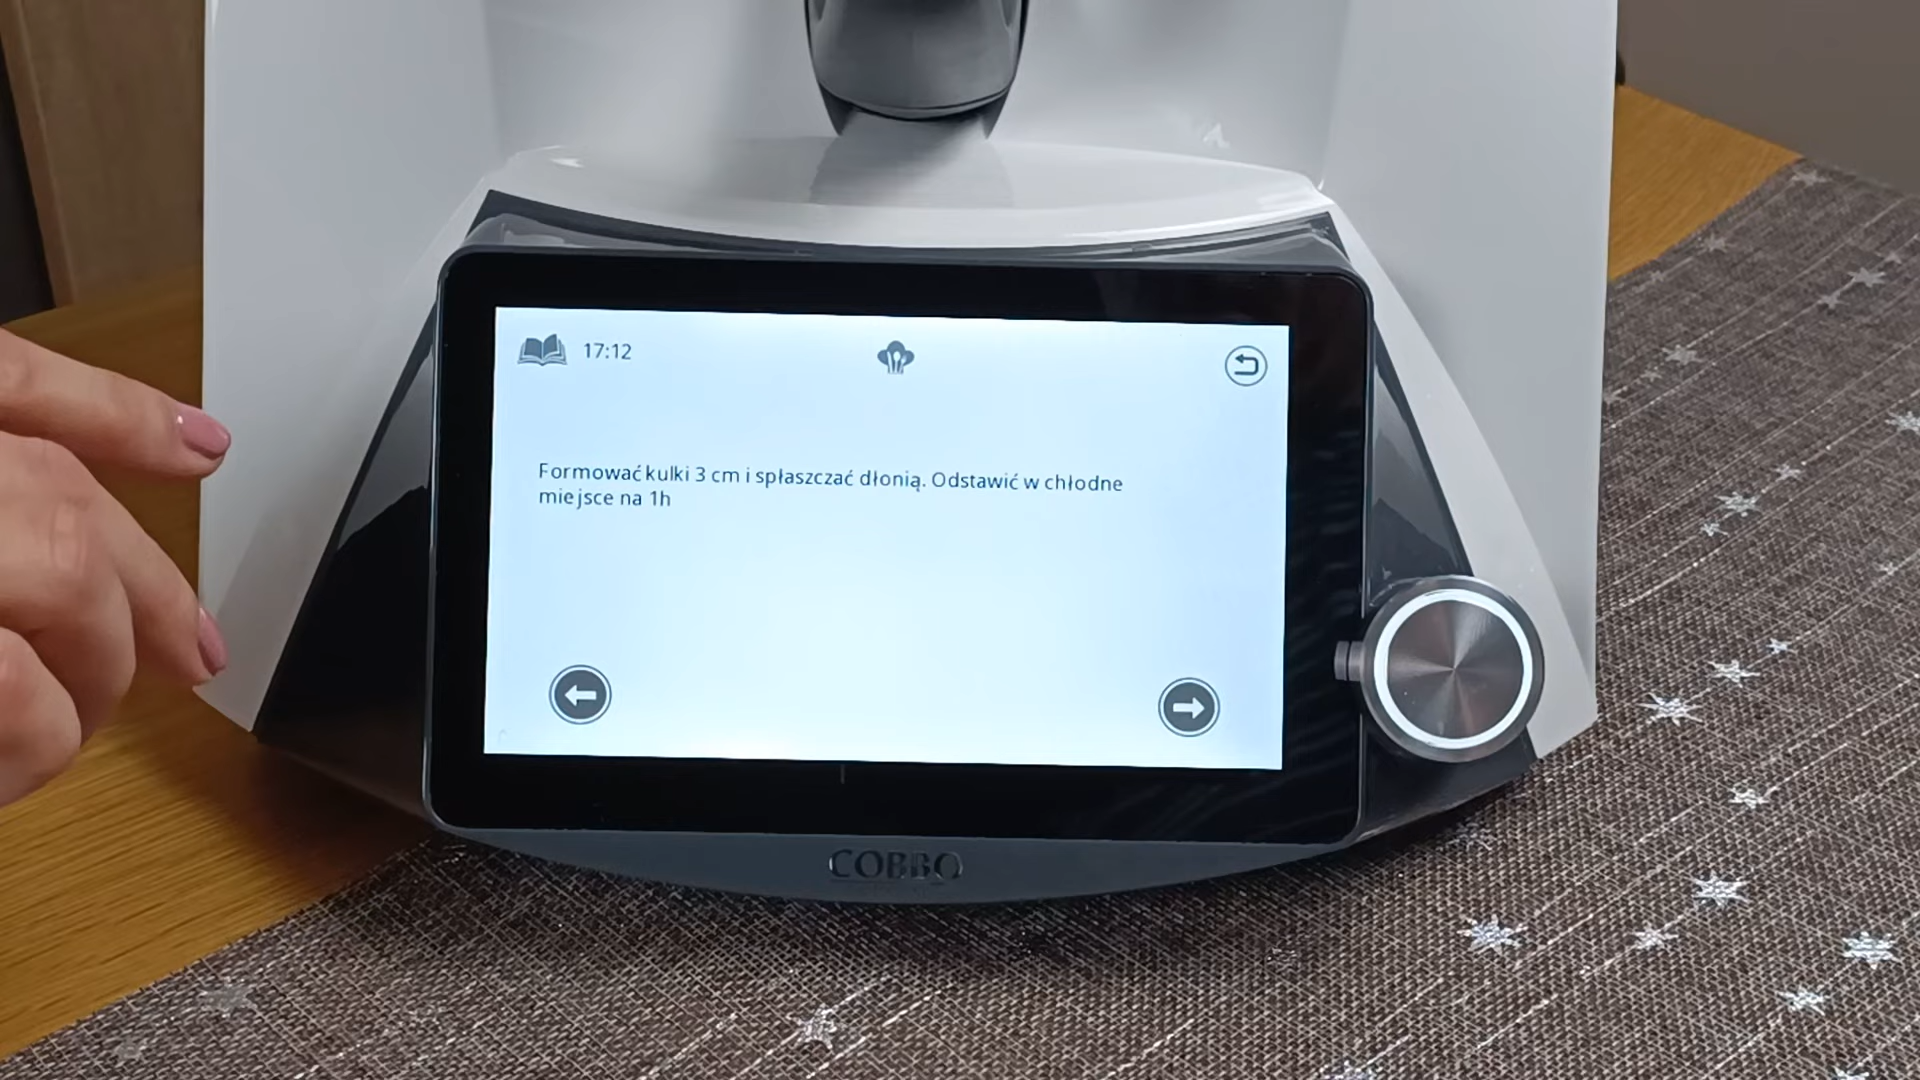 17:12
Formować kulki 3 cm i spłaszczać dłonią. Odstawić w chłodne
miejsce na 1h
COBBO